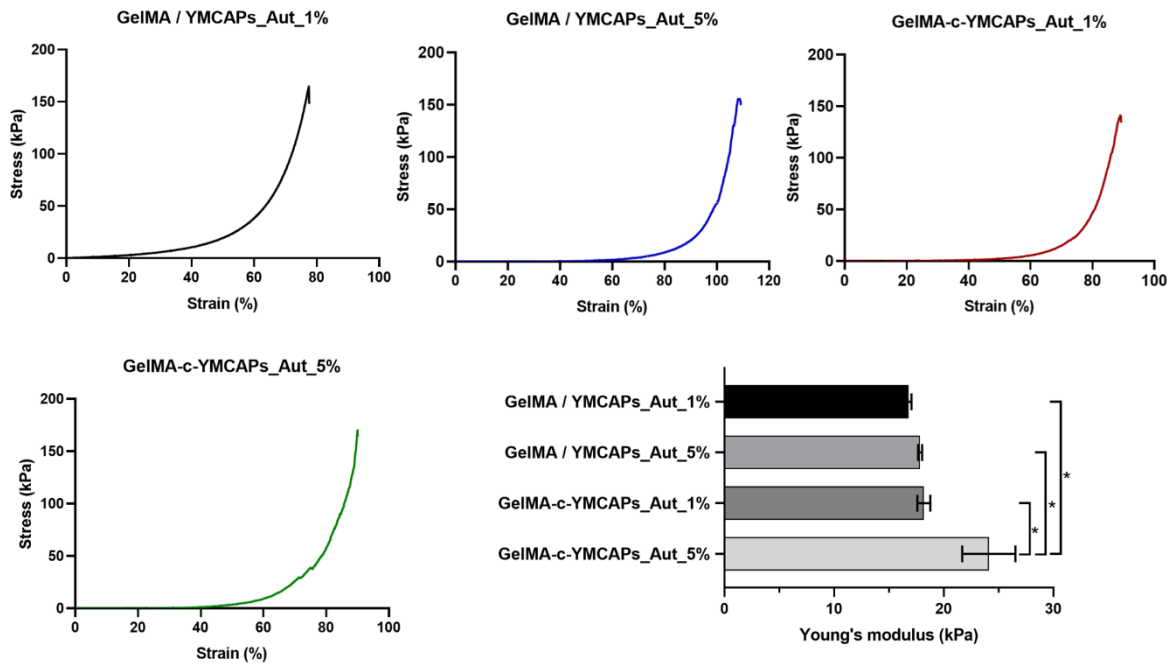 GelMA / YMCAPs_Aut_1%
200
150
100
50
0
Stress (kPa)
0 20 40 60 80 100
Strain (%)
GelMA / YMCAPs_Aut_5%
200
150
100
50
0
Stress (kPa)
0 20 40 60 80 100 120
Strain (%)
GelMA-c-YMCAPs_Aut_1%
200
150
100
50
0
Stress (kPa)
0 20 40 60 80 100
Strain (%)
GelMA-c-YMCAPs_Aut_5%
200
150
100
50
0
Stress (kPa)
0 20 40 60 80 100
Strain (%)
GelMA / YMCAPs_Aut_1%
GelMA / YMCAPs_Aut_5%
GelMA-c-YMCAPs_Aut_1%
GelMA-c-YMCAPs_Aut_5%
* * *
0 10 20 30
Young's modulus (kPa)